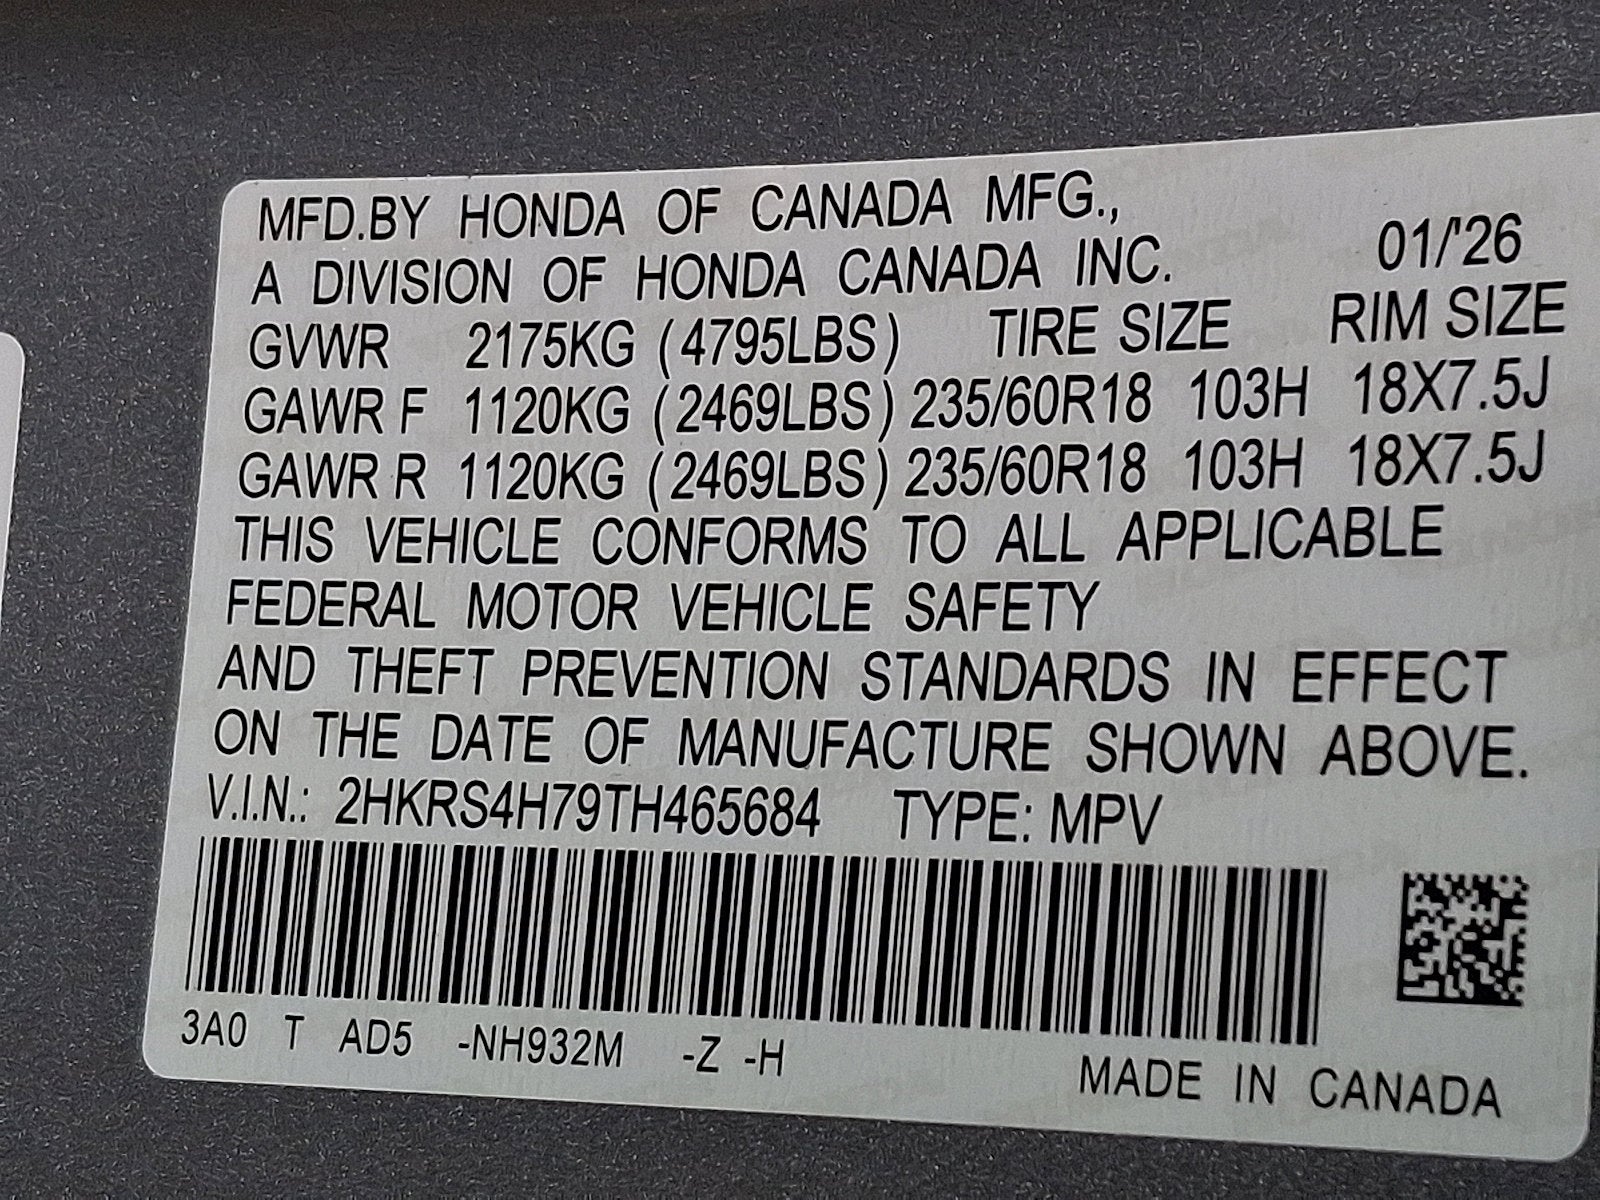 MFD.BY HONDA OF CANADA MFG.,
A DIVISION OF HONDA CANADA INC. 01/'26
GVWR 2175KG (4795LBS) TIRE SIZE RIM SIZE
GAWR F 1120KG (2469LBS) 235/60R18 103H 18X7.5J
GAWR R 1120KG (2469LBS) 235/60R18 103H 18X7.5J
THIS VEHICLE CONFORMS TO ALL APPLICABLE
FEDERAL MOTOR VEHICLE SAFETY
AND THEFT PREVENTION STANDARDS IN EFFECT
ON THE DATE OF MANUFACTURE SHOWN ABOVE.
V.I.N.: 2HKRS4H79TH465684 TYPE: MPV
3A0 T AD5 -NH932M -Z -H
MADE IN CANADA